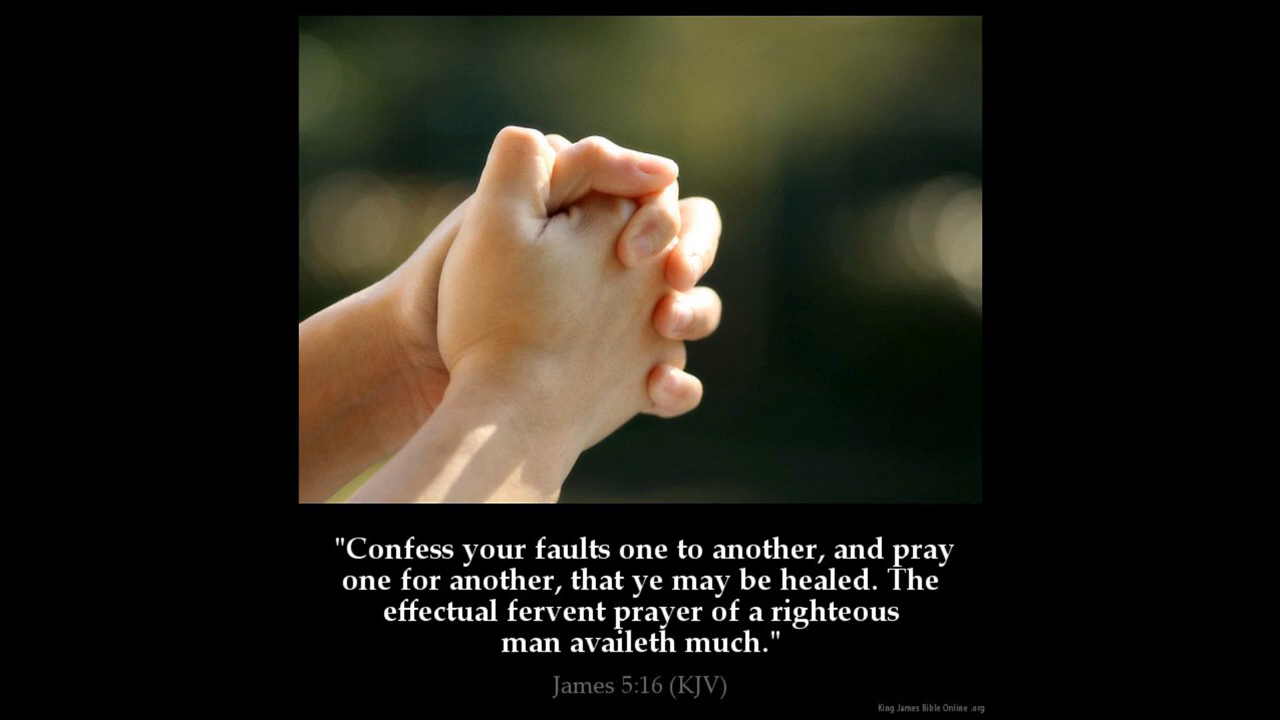 "Confess your faults one to another, and pray
one for another, that ye may be healed. The
effectual fervent prayer of a righteous
man availeth much."
James 5:16 (KJV)
King James Bible Online .org